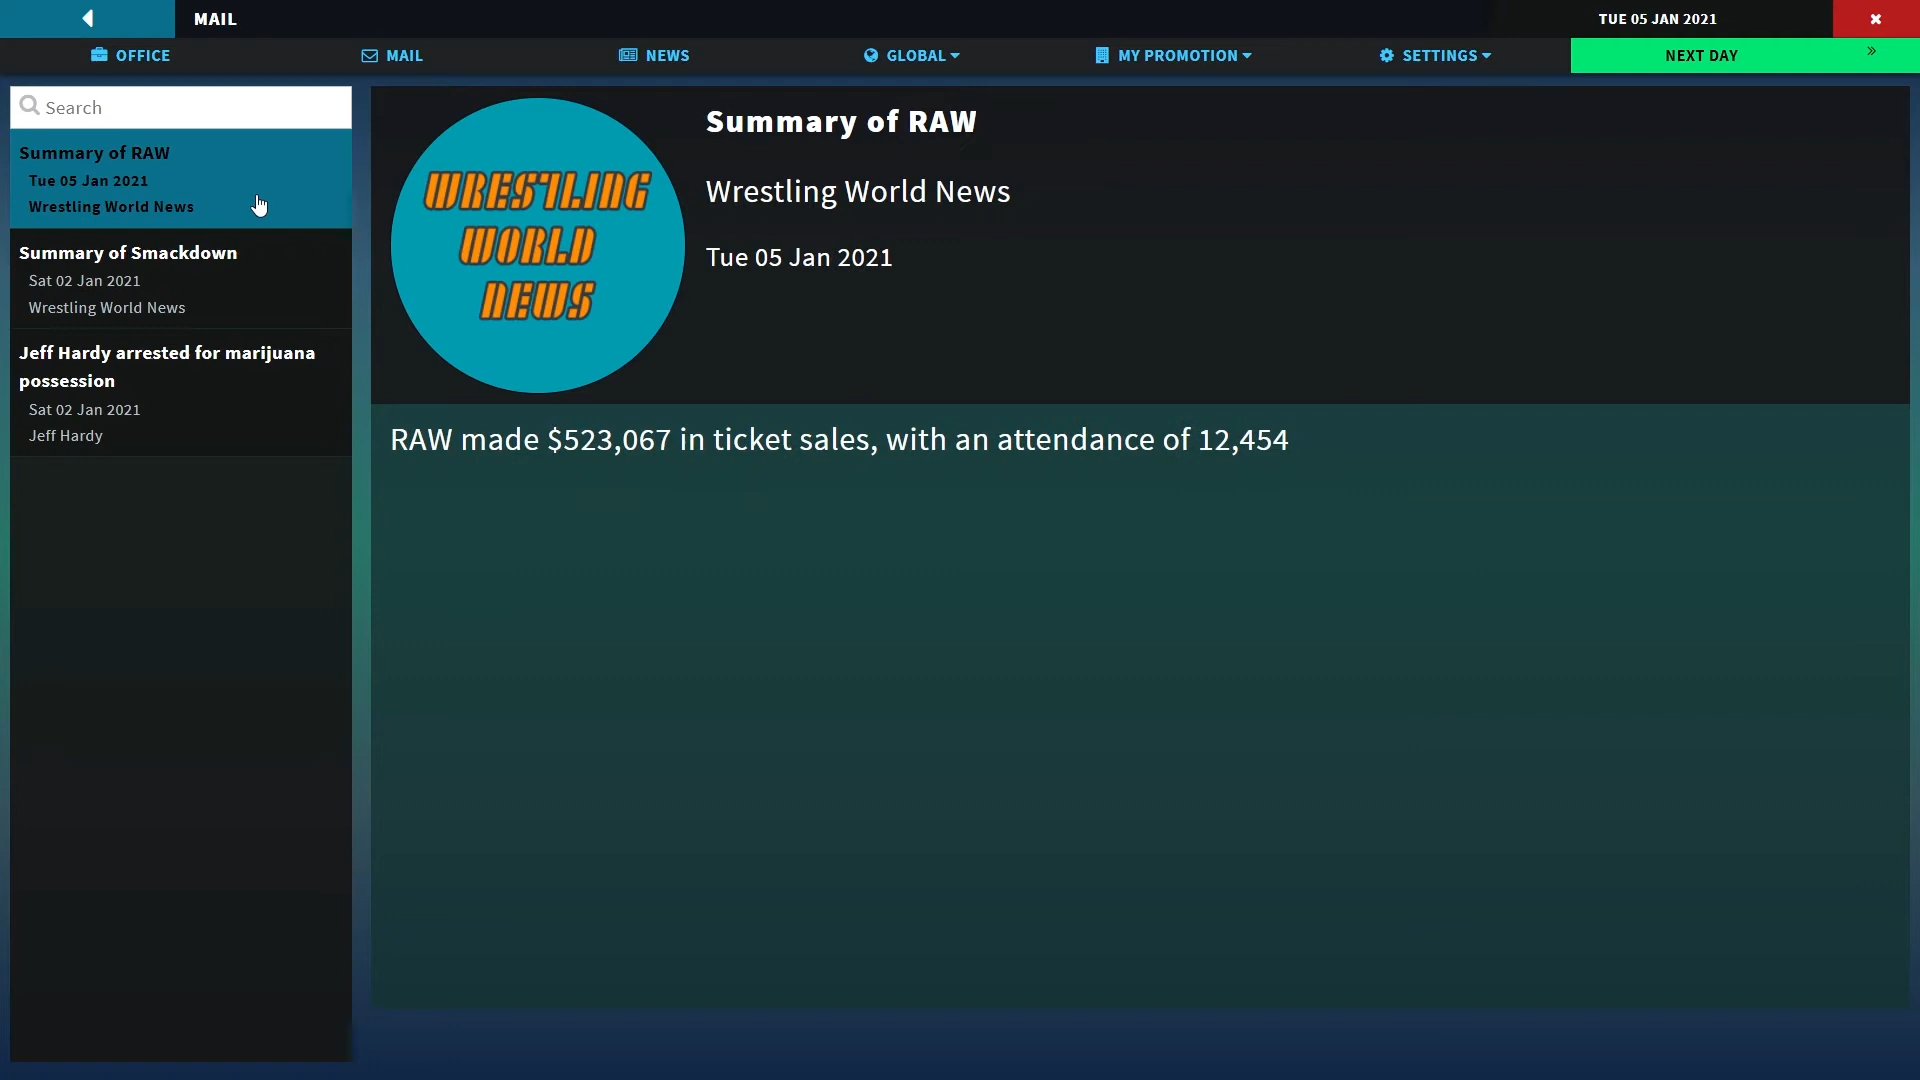 MAIL
TUE 05 JAN 2021
OFFICE
MAIL
NEWS
GLOBAL
MY PROMOTION
SETTINGS
NEXT DAY
Search
Summary of RAW
Tue 05 Jan 2021
Wrestling World News
Summary of Smackdown
Sat 02 Jan 2021
Wrestling World News
Jeff Hardy arrested for marijuana
possession
Sat 02 Jan 2021
Jeff Hardy
WRESTLING
WORLD
NEWS
Summary of RAW
Wrestling World News
Tue 05 Jan 2021
RAW made $523,067 in ticket sales, with an attendance of 12,454